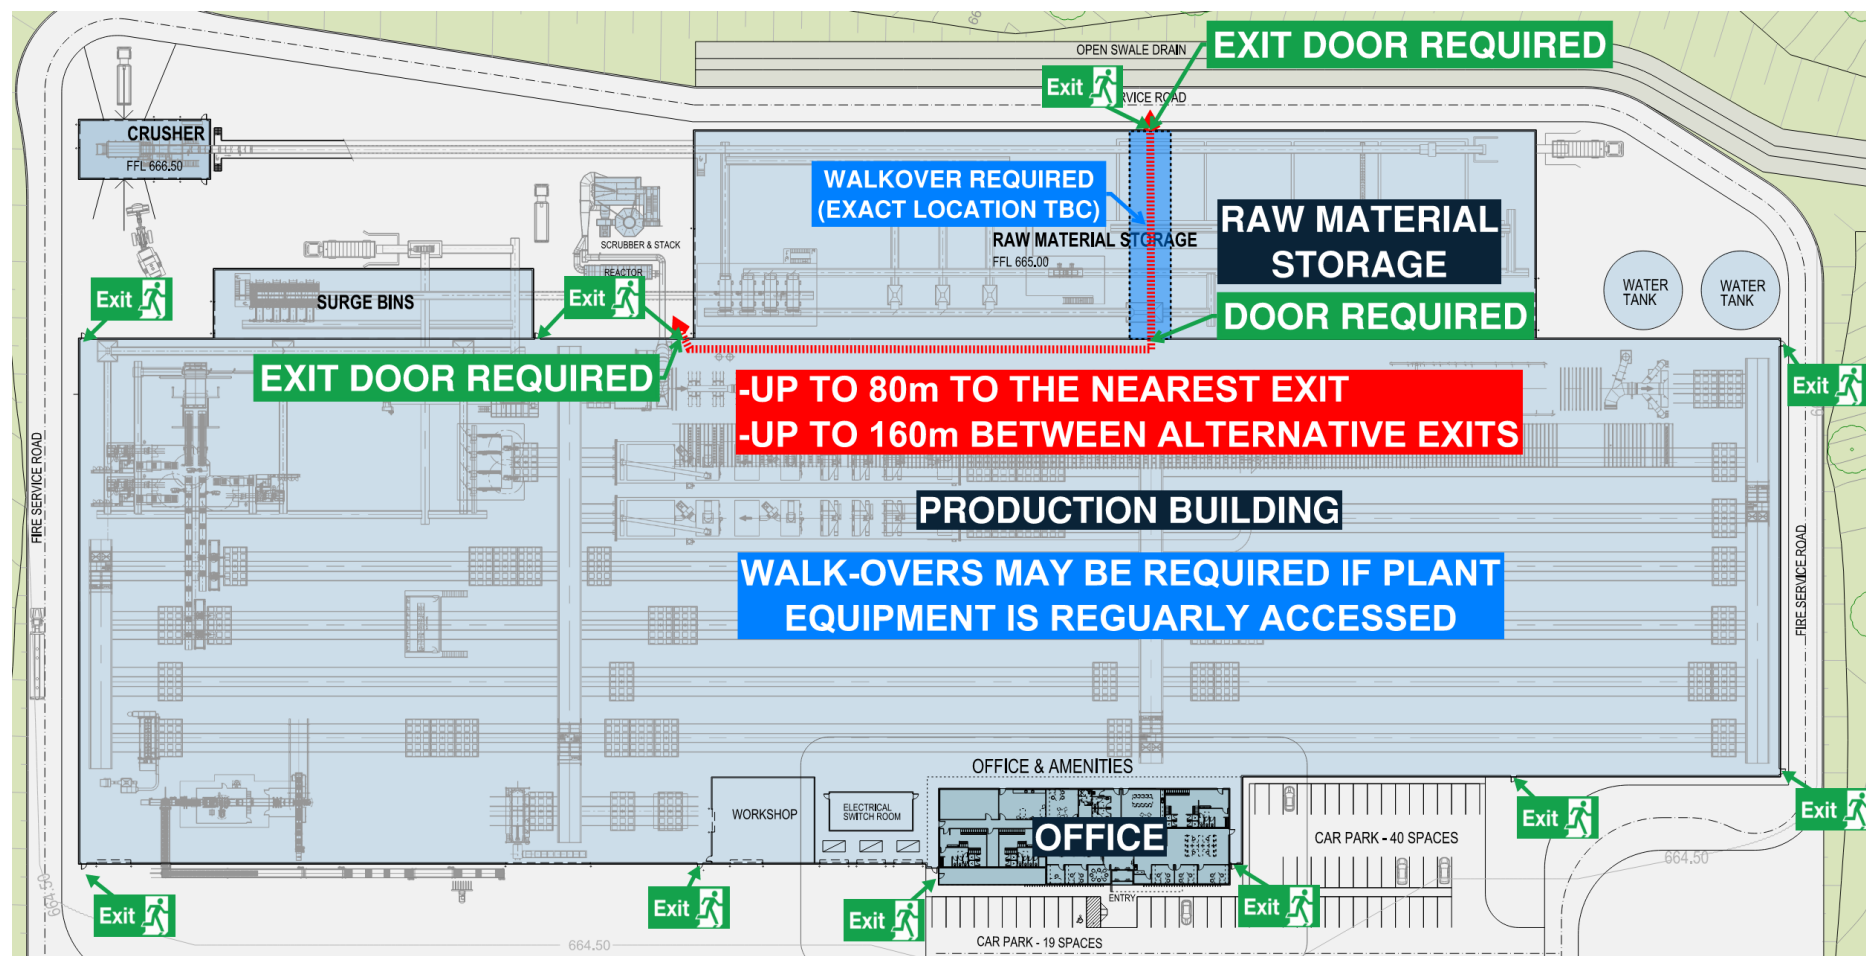 OPEN SWALE DRAIN
EXIT DOOR REQUIRED
Exit
RVICE ROAD
CRUSHER
FFL 666.50
WALKOVER REQUIRED
(EXACT LOCATION TBC)
RAW MATERIAL STORAGE
FFL 665.00
RAW MATERIAL
STORAGE
SCRUBBER & STACK
REACTOR
Exit
SURGE BINS
Exit
WATER
TANK
WATER
TANK
DOOR REQUIRED
EXIT DOOR REQUIRED
-UP TO 80m TO THE NEAREST EXIT
-UP TO 160m BETWEEN ALTERNATIVE EXITS
Exit
FIRE SERVICE ROAD
PRODUCTION BUILDING
WALK-OVERS MAY BE REQUIRED IF PLANT
EQUIPMENT IS REGUARLY ACCESSED
FIRE SERVICE ROAD
OFFICE & AMENITIES
WORKSHOP
ELECTRICAL
SWITCH ROOM
OFFICE
CAR PARK - 40 SPACES
Exit
Exit
664.50
664.50
Exit
Exit
Exit
ENTRY
Exit
664.50
CAR PARK - 19 SPACES